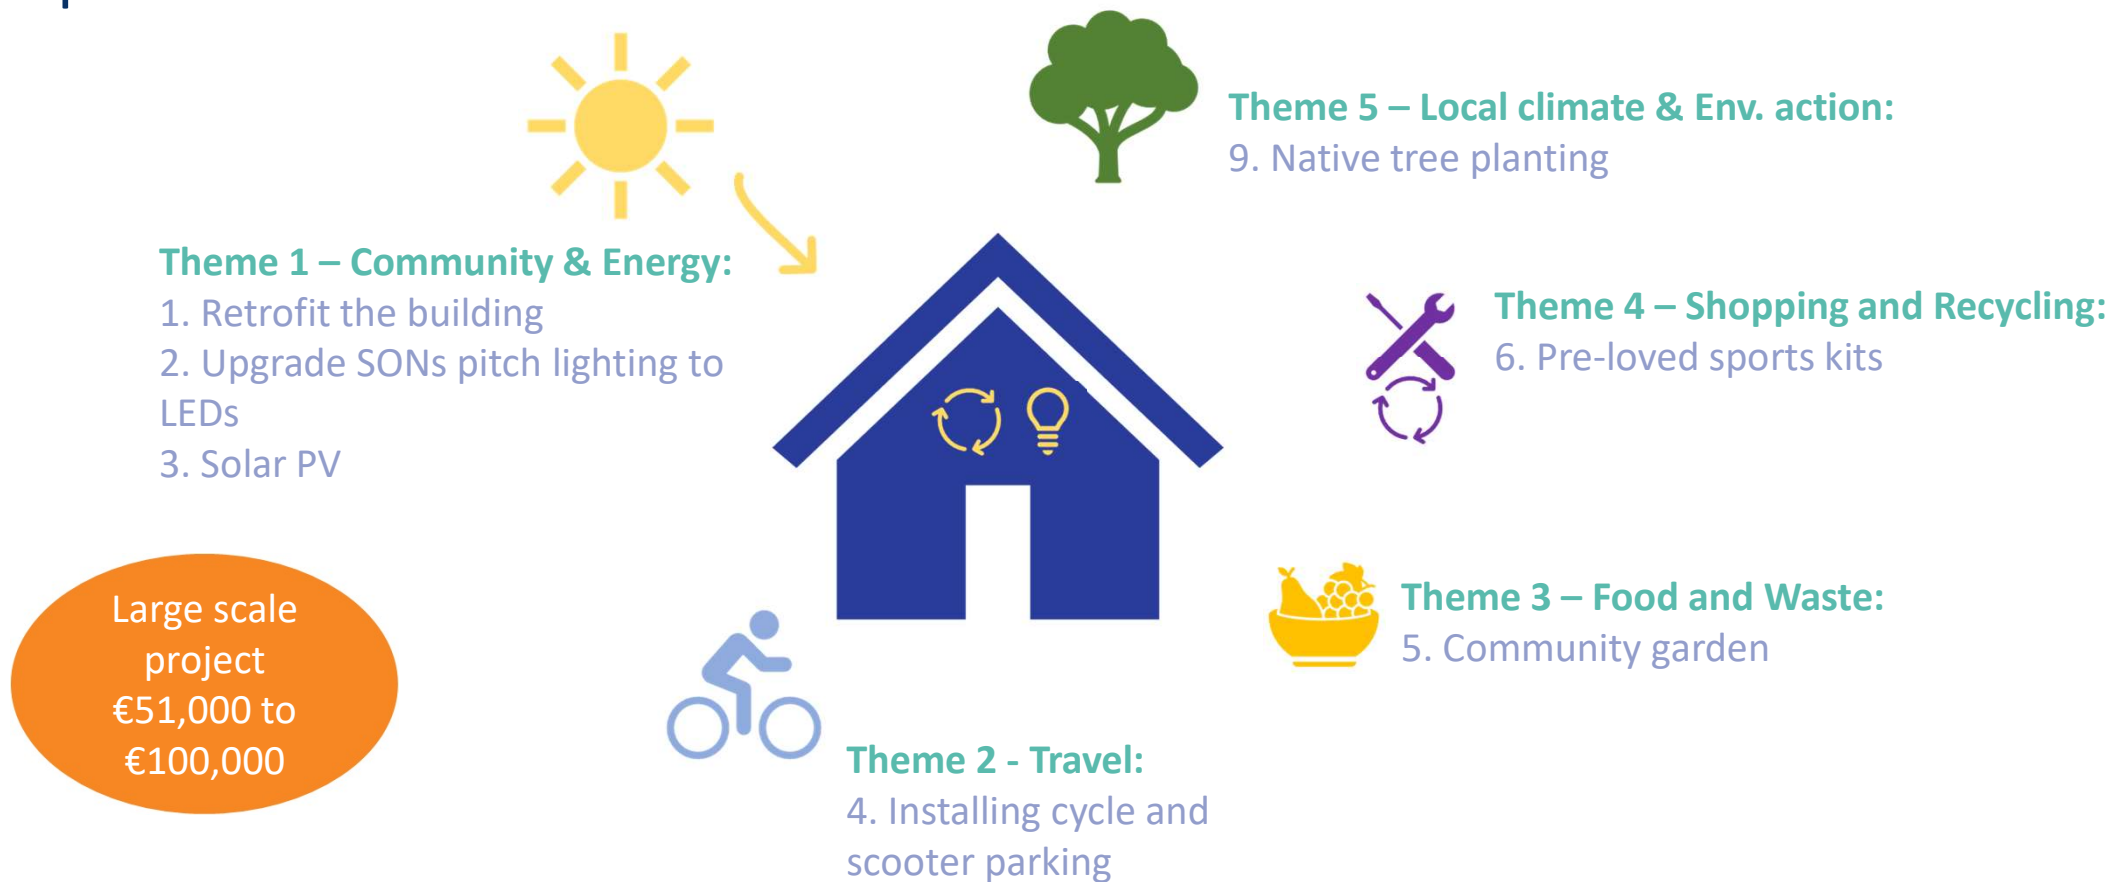 Theme 1 – Community & Energy:
1. Retrofit the building
2. Upgrade SONs pitch lighting to
LEDs
3. Solar PV
Large scale
project
€51,000 to
€100,000
Theme 2 - Travel:
4. Installing cycle and
scooter parking
Theme 3 – Food and Waste:
5. Community garden
Theme 4 – Shopping and Recycling:
6. Pre-loved sports kits
Theme 5 – Local climate & Env. action:
9. Native tree planting